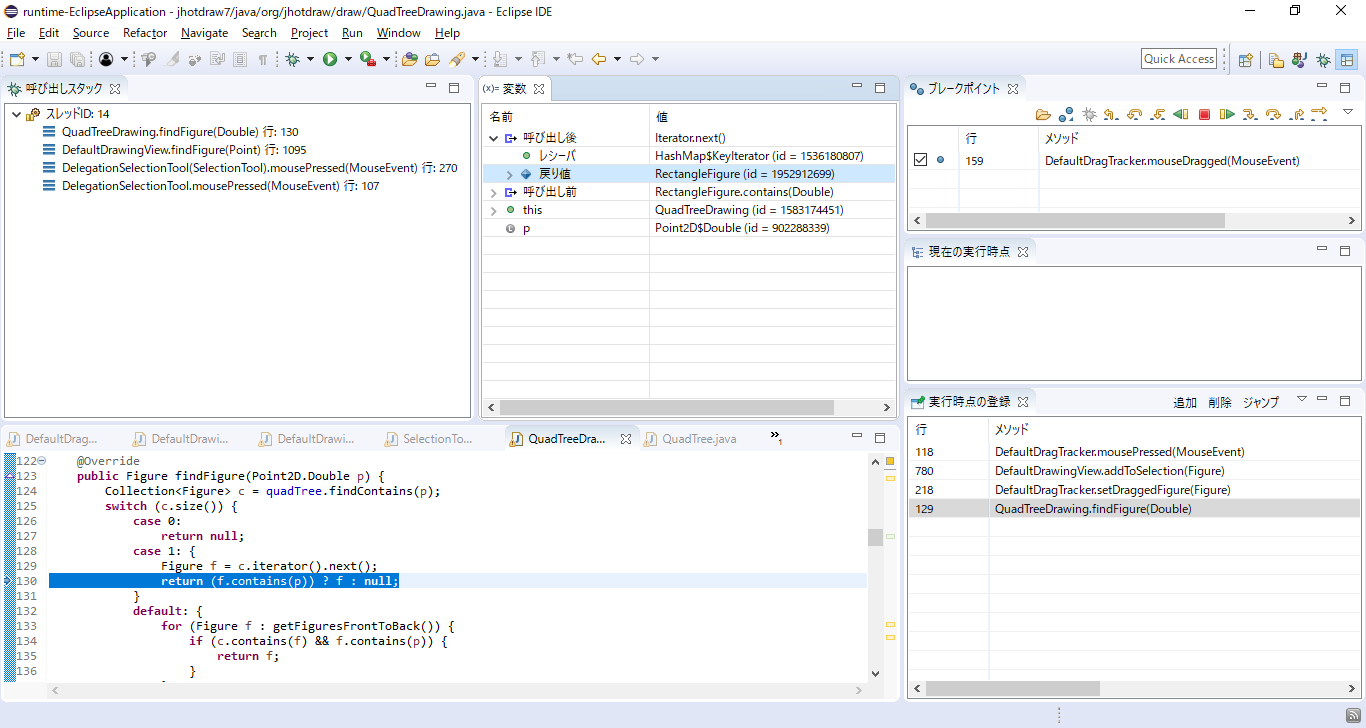 runtime-EclipseApplication - jhotdraw7/java/org/jhotdraw/draw/QuadTreeDrawing.java - Eclipse IDE
File Edit Source Refactor Navigate Search Project Run Window Help
Quick Access
呼び出しスタック
スレッドID: 14
QuadTreeDrawing.findFigure(Double) 行: 130
DefaultDrawingView.findFigure(Point) 行: 1095
DelegationSelectionTool(SelectionTool).mousePressed(MouseEvent) 行: 270
DelegationSelectionTool.mousePressed(MouseEvent) 行: 107
(x)= 変数
名前 値
呼び出し後 Iterator.next()
レシーバ HashMap$KeyIterator (id = 1536180807)
戻り値 RectangleFigure (id = 1952912699)
呼び出し前 RectangleFigure.contains(Double)
this QuadTreeDrawing (id = 1583174451)
p Point2D$Double (id = 902288339)
ブレークポイント
行 メソッド
159 DefaultDragTracker.mouseDragged(MouseEvent)
現在の実行時点
実行時点の登録 追加 削除 ジャンプ
行 メソッド
118 DefaultDragTracker.mousePressed(MouseEvent)
780 DefaultDrawingView.addToSelection(Figure)
218 DefaultDragTracker.setDraggedFigure(Figure)
129 QuadTreeDrawing.findFigure(Double)
DefaultDrag... DefaultDrawi... DefaultDrawi... SelectionTo... QuadTreeDra... QuadTree.java »1
122 @Override
123 public Figure findFigure(Point2D.Double p) {
124 Collection<Figure> c = quadTree.findContains(p);
125 switch (c.size()) {
126 case 0:
127 return null;
128 case 1: {
129 Figure f = c.iterator().next();
130 return (f.contains(p)) ? f : null;
131 }
132 default: {
133 for (Figure f : getFiguresFrontToBack()) {
134 if (c.contains(f) && f.contains(p)) {
135 return f;
136 }